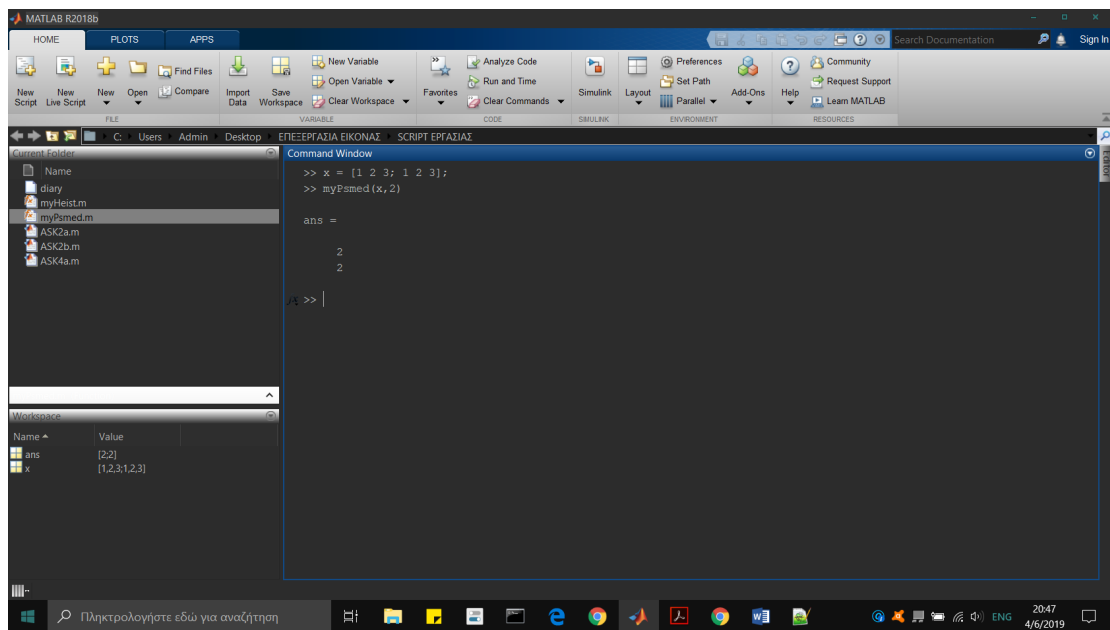 MATLAB R2018b
HOME PLOTS APPS
Search Documentation
Sign In
New Script
New Live Script
New
Open
Find Files
Compare
Import Data
Save Workspace
New Variable
Open Variable
Clear Workspace
Favorites
Analyze Code
Run and Time
Clear Commands
Simulink
Layout
Preferences
Set Path
Parallel
Add-Ons
Help
Community
Request Support
Learn MATLAB
FILE VARIABLE CODE SIMULINK ENVIRONMENT RESOURCES
C: Users Admin Desktop ΕΠΕΞΕΡΓΑΣΙΑ ΕΙΚΟΝΑΣ SCRIPT ΕΡΓΑΣΙΑΣ
Current Folder
Name
diary
myHeist.m
myPsmed.m
ASK2a.m
ASK2b.m
ASK4a.m
Workspace
Name Value
ans [2;2]
x [1,2,3;1,2,3]
Command Window
>> x = [1 2 3; 1 2 3];
>> myPsmed(x,2)
ans =
2
2
fx >>
Editor
Πληκτρολογήστε εδώ για αναζήτηση
ENG
20:47
4/6/2019